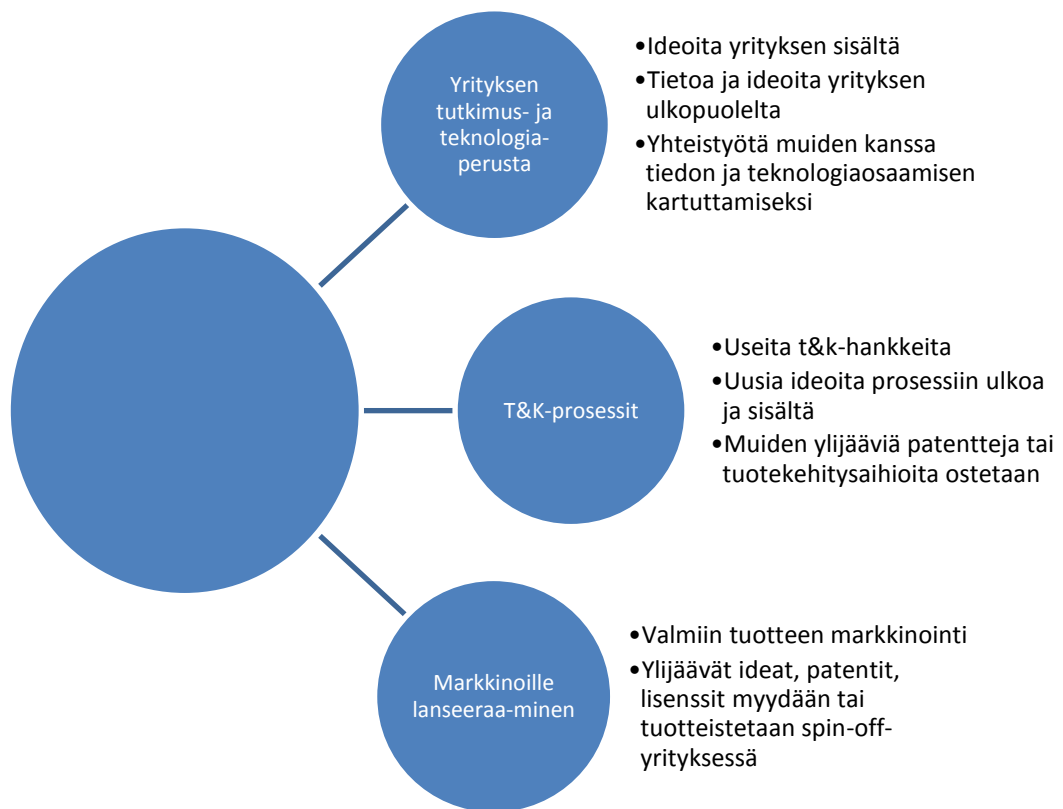 Yrityksen
tutkimus- ja
teknologia-
perusta
•Ideoita yrityksen sisältä
•Tietoa ja ideoita yrityksen
ulkopuolelta
•Yhteistyötä muiden kanssa
tiedon ja teknologiaosaamisen
kartuttamiseksi
T&K-prosessit
•Useita t&k-hankkeita
•Uusia ideoita prosessiin ulkoa
ja sisältä
•Muiden ylijääviä patentteja tai
tuotekehitysaihioita ostetaan
Markkinoille
lanseeraa-minen
•Valmiin tuotteen markkinointi
•Ylijäävät ideat, patentit,
lisenssit myydään tai
tuotteistetaan spin-off-
yrityksessä